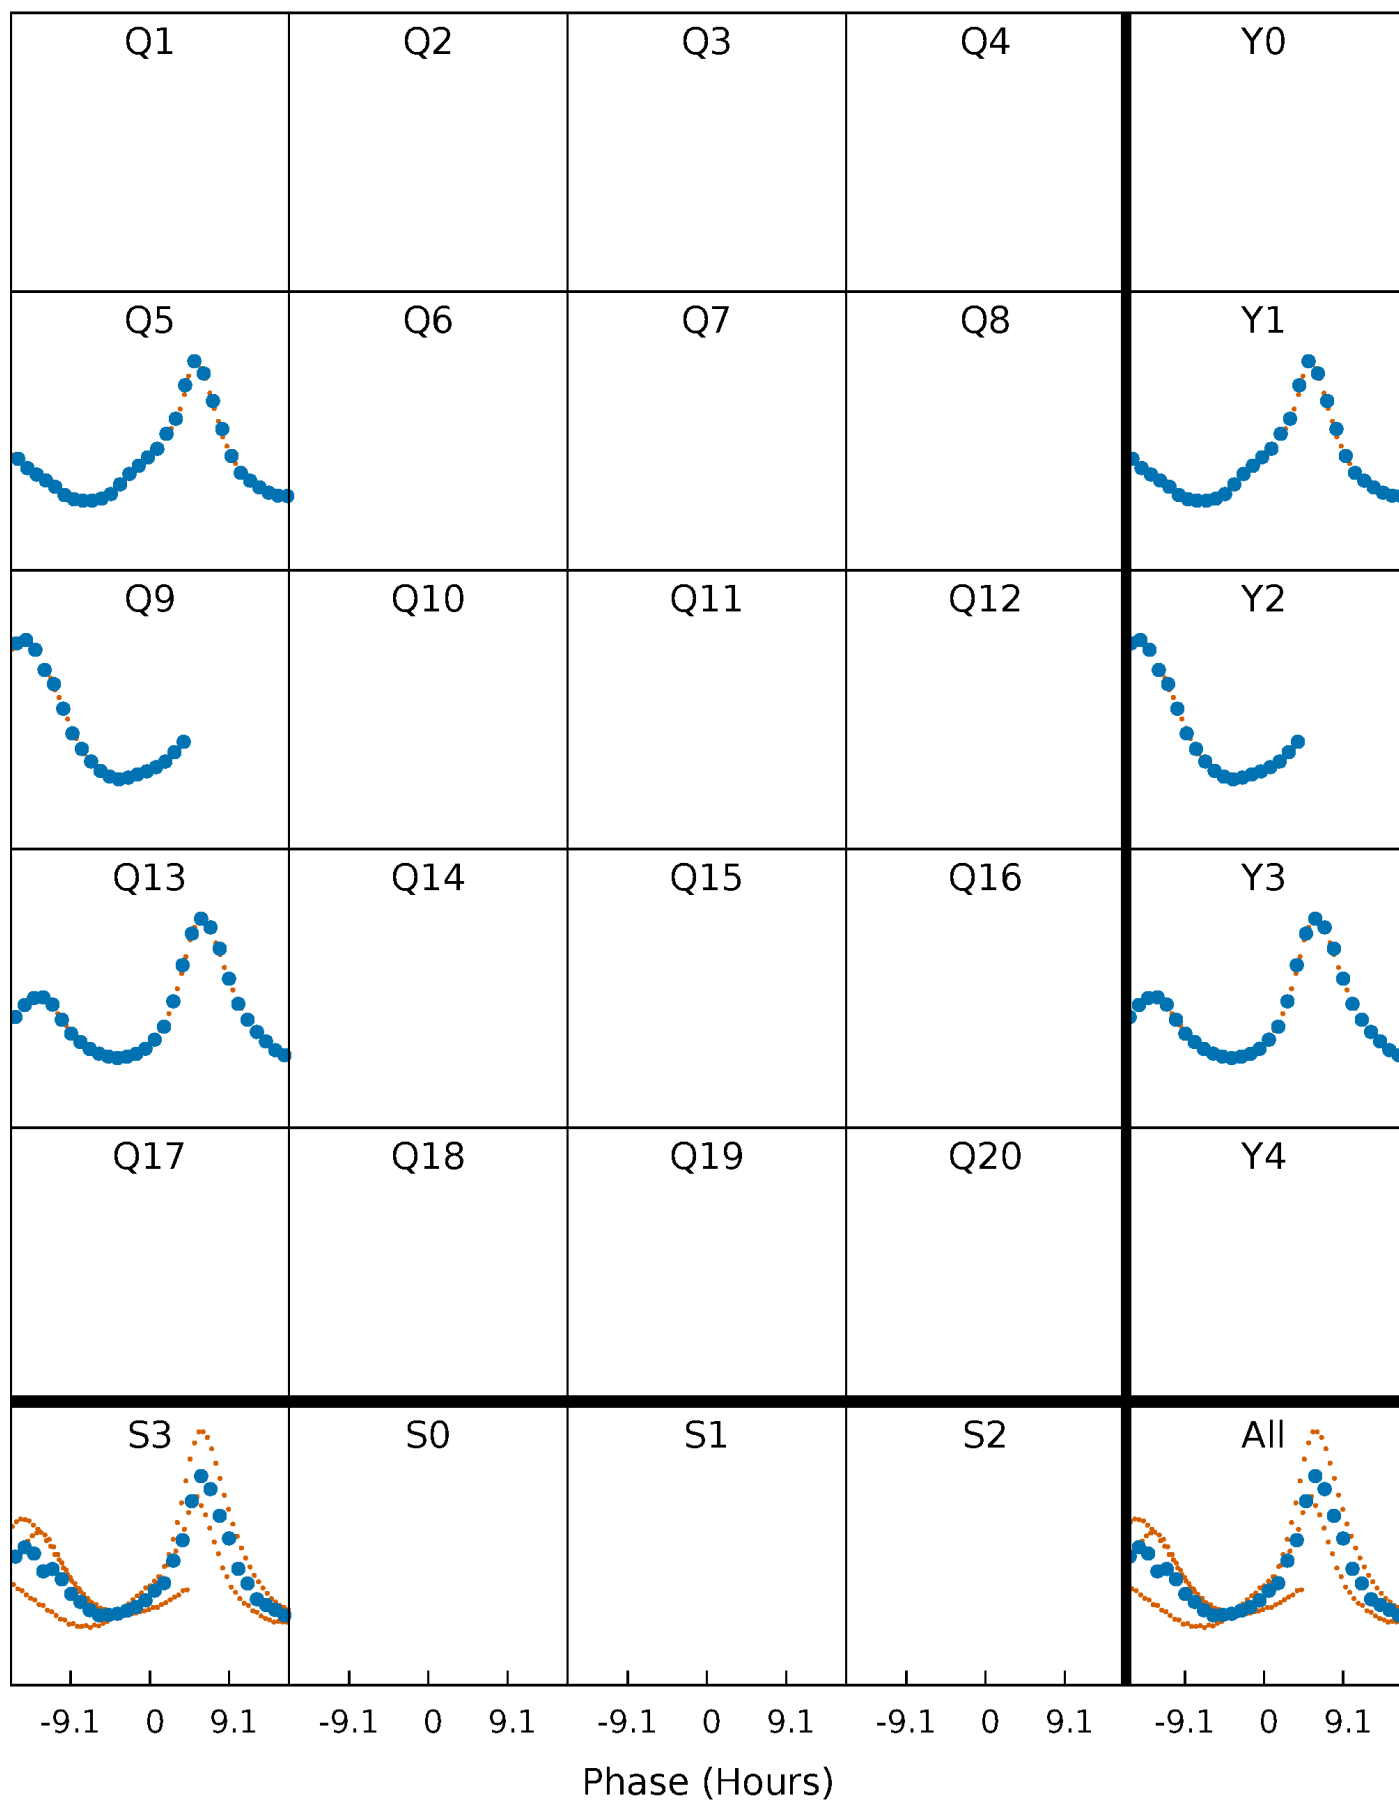 Q1 Q2 Q3 Q4 Y0
Q5 Q6 Q7 Q8 Y1
Q9 Q10 Q11 Q12 Y2
Q13 Q14 Q15 Q16 Y3
Q17 Q18 Q19 Q20 Y4
S3 S0 S1 S2 All
-9.1 0 9.1 -9.1 0 9.1 -9.1 0 9.1 -9.1 0 9.1 -9.1 0 9.1
Phase (Hours)